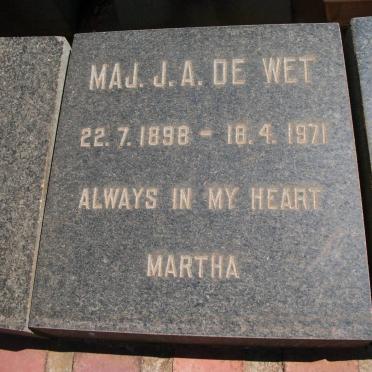 MAJ. J. A. DE WET
22. 7. 1898 - 18. 4. 1971
ALWAYS IN MY HEART
MARTHA